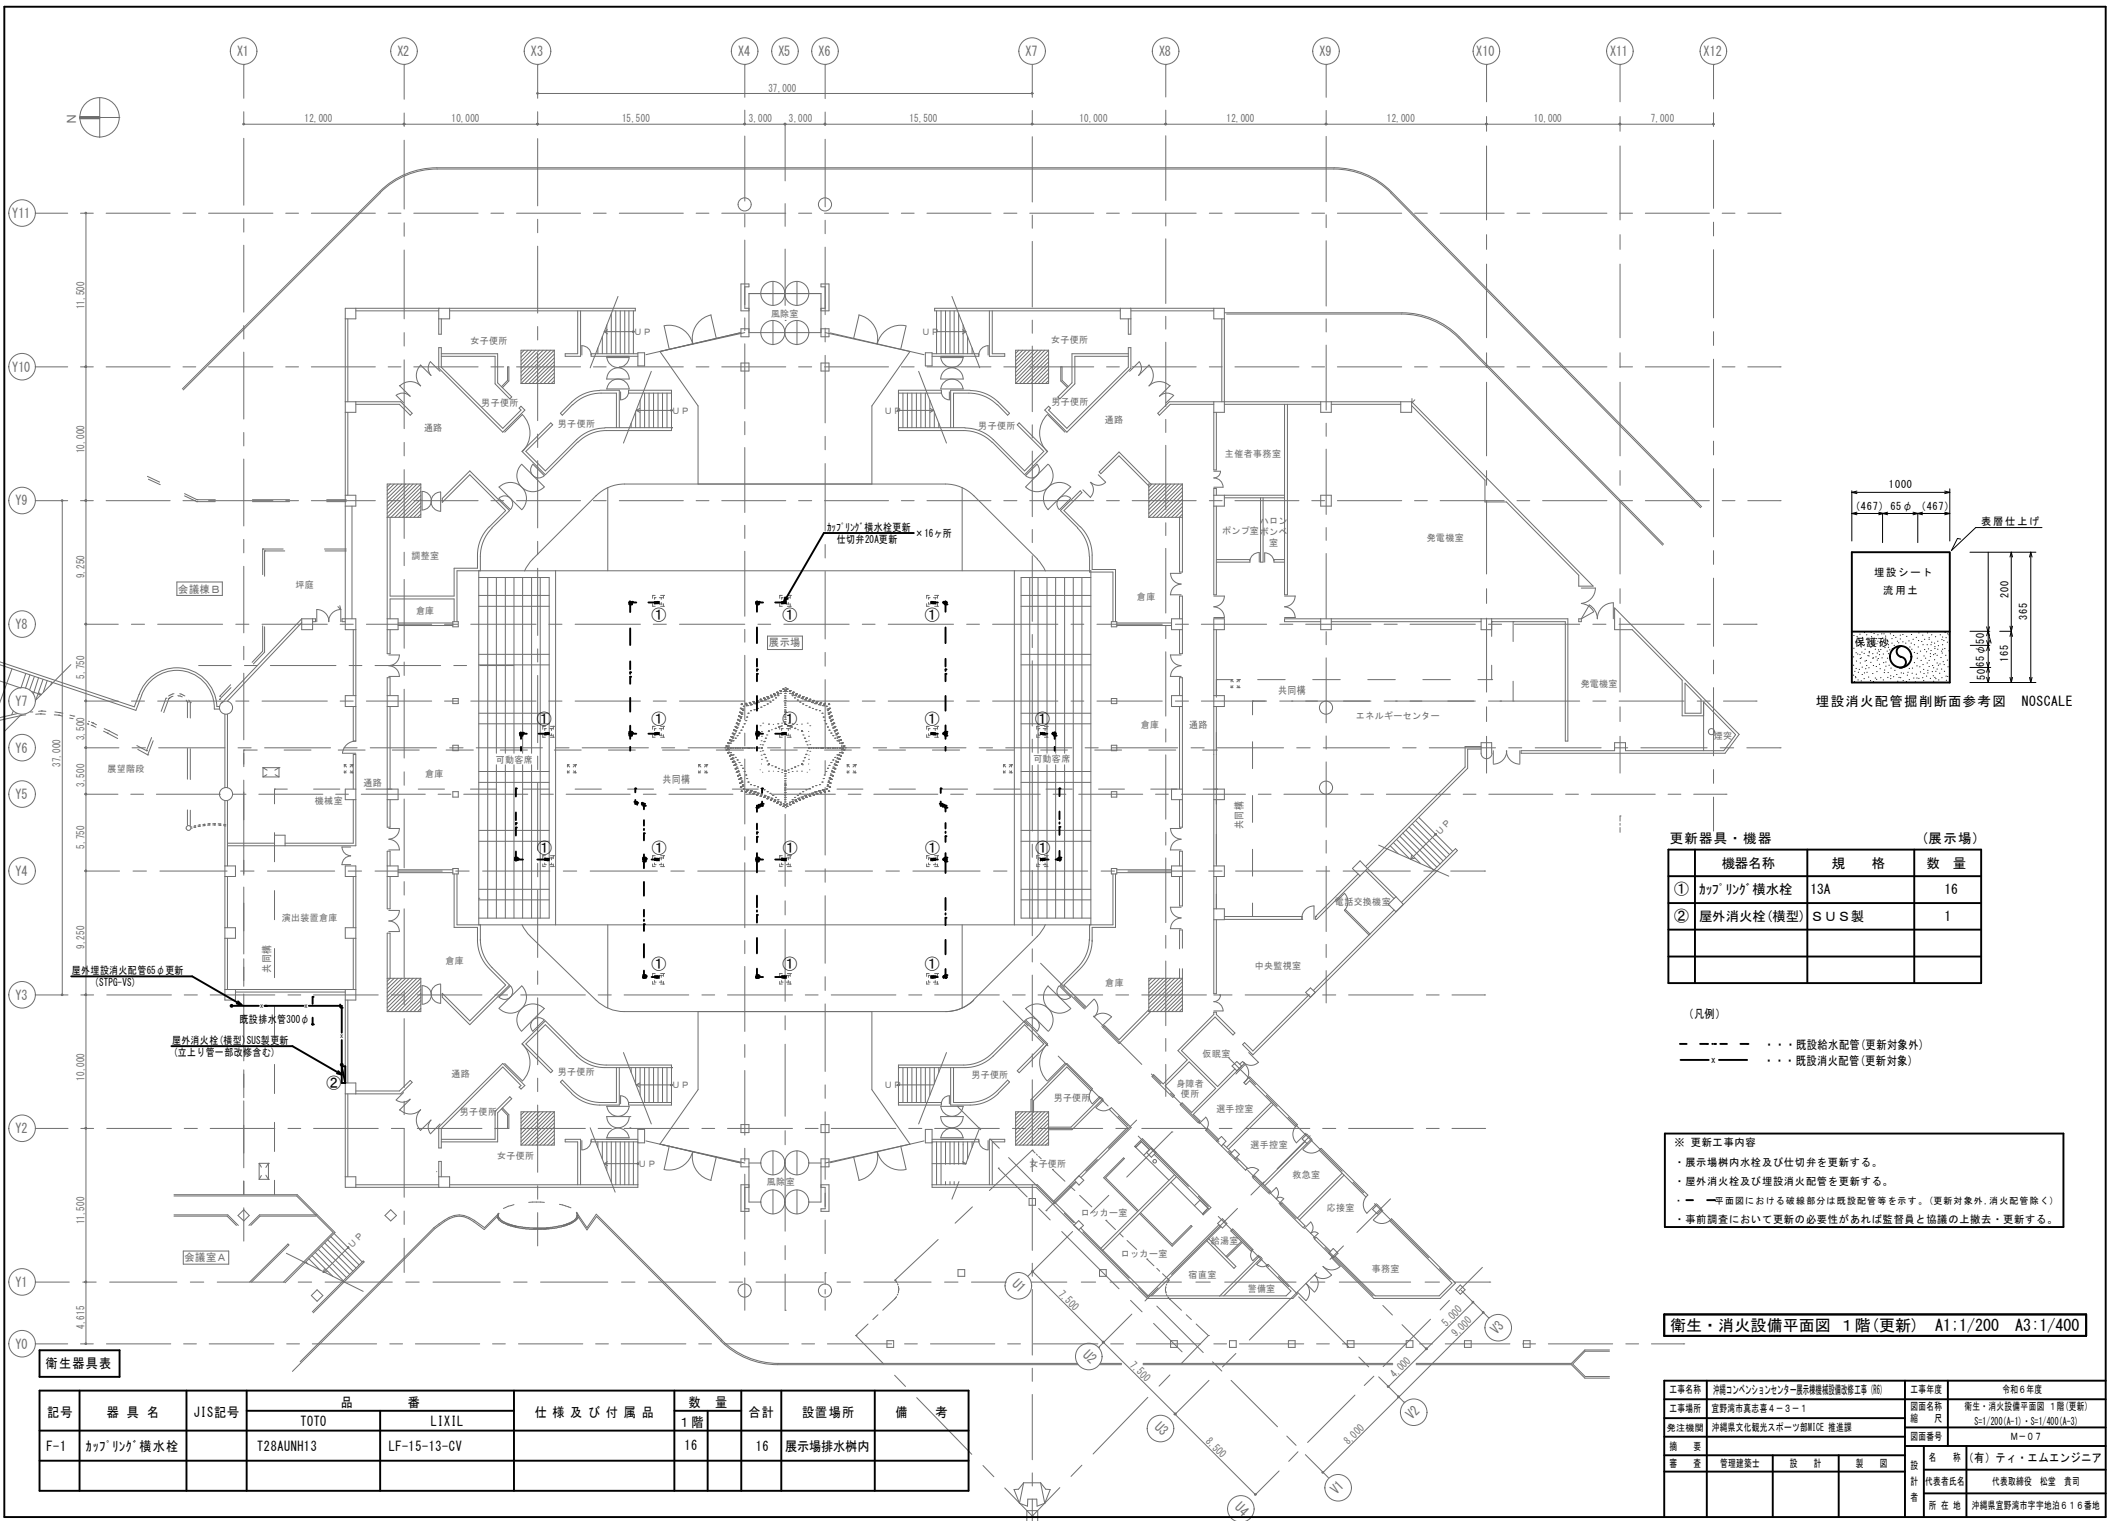 X1 X2 X3 X4 X5 X6 X7 X8 X9 X10 X11 X12
37,000
N
12,000 10,000 15,500 3,000 3,000 15,500 10,000 12,000 12,000 10,000 7,000
Y11
Y10
Y9
Y8
Y7
Y6
Y5
Y4
Y3
Y2
Y1
Y0
11,500
10,000
9,250
5,750
3,500
37,000
3,500
5,750
9,250
10,000
11,500
4,615
風除室
UP
UP
女子便所
女子便所
男子便所
男子便所
男子便所
男子便所
UP
UP
通路
通路
主催者事務室
ポンプ室
ハロン
ボンベ
室
発電機室
調整室
カップリング横水栓更新
仕切弁20A更新
×16ヶ所
会議棟B
坪庭
倉庫
倉庫
① ① ①
展示場
共同構
エネルギーセンター
発電機室
煙突
① ① ① ① ①
可動客席
可動客席
倉庫
通路
展望階段
機械室
通路
倉庫
共同構
共同構
① ① ① ① ①
UP
電話交換機室
演出装置倉庫
共同構
倉庫
① ① ①
倉庫
中央監視室
屋外埋設消火配管65φ更新
(STPG-VS)
既設排水管300φ
屋外消火栓(横型)SUS製更新
(立上り管一部改修含む)
②
通路
男子便所
男子便所
男子便所
男子便所
UP
UP
仮眠室
身障者
便所
選手控室
選手控室
救急室
応接室
事務室
女子便所
UP
風除室
女子便所
ロッカー室
ロッカー室
給湯室
宿直室
警備室
会議室A
UP
U1
U2
U3
U4
V1
V2
V3
7,500
7,500
8,500
8,000
4,000
9,000
5,000
1000
(467) 65φ (467)
表層仕上げ
埋設シート
流用土
保護砂
200
365
165
50 65φ 50
埋設消火配管掘削断面参考図 NOSCALE
更新器具・機器 (展示場)
機器名称 規 格 数 量
① カップリング横水栓 13A 16
② 屋外消火栓(横型) SUS製 1
(凡例)
・・・既設給水配管(更新対象外)
x ・・・既設消火配管(更新対象)
※ 更新工事内容
・展示場桝内水栓及び仕切弁を更新する。
・屋外消火栓及び埋設消火配管を更新する。
・ 平面図における破線部分は既設配管等を示す。(更新対象外,消火配管除く)
・事前調査において更新の必要性があれば監督員と協議の上撤去・更新する。
衛生・消火設備平面図 1階(更新) A1:1/200 A3:1/400
衛生器具表
記号 器 具 名 JIS記号 品 番 仕 様 及 び 付 属 品 数 量 合計 設置場所 備 考
TOTO LIXIL 1階
F-1 カップリング横水栓 T28AUNH13 LF-15-13-CV 16 16 展示場排水桝内
工事名称 沖縄コンベンションセンター展示棟機械設備改修工事(R6) 工事年度 令和6年度
工事場所 宜野湾市真志喜4-3-1 図面名称 衛生・消火設備平面図 1階(更新)
縮 尺 S=1/200(A-1)・S=1/400(A-3)
発注機関 沖縄県文化観光スポーツ部MICE 推進課 図面番号 M-07
摘 要
審 査 管理建築士 設 計 製 図
設計者 名 称 (有) ティ・エムエンジニア
代表者氏名 代表取締役 松堂 貴司
所 在 地 沖縄県宜野湾市字宇地泊616番地